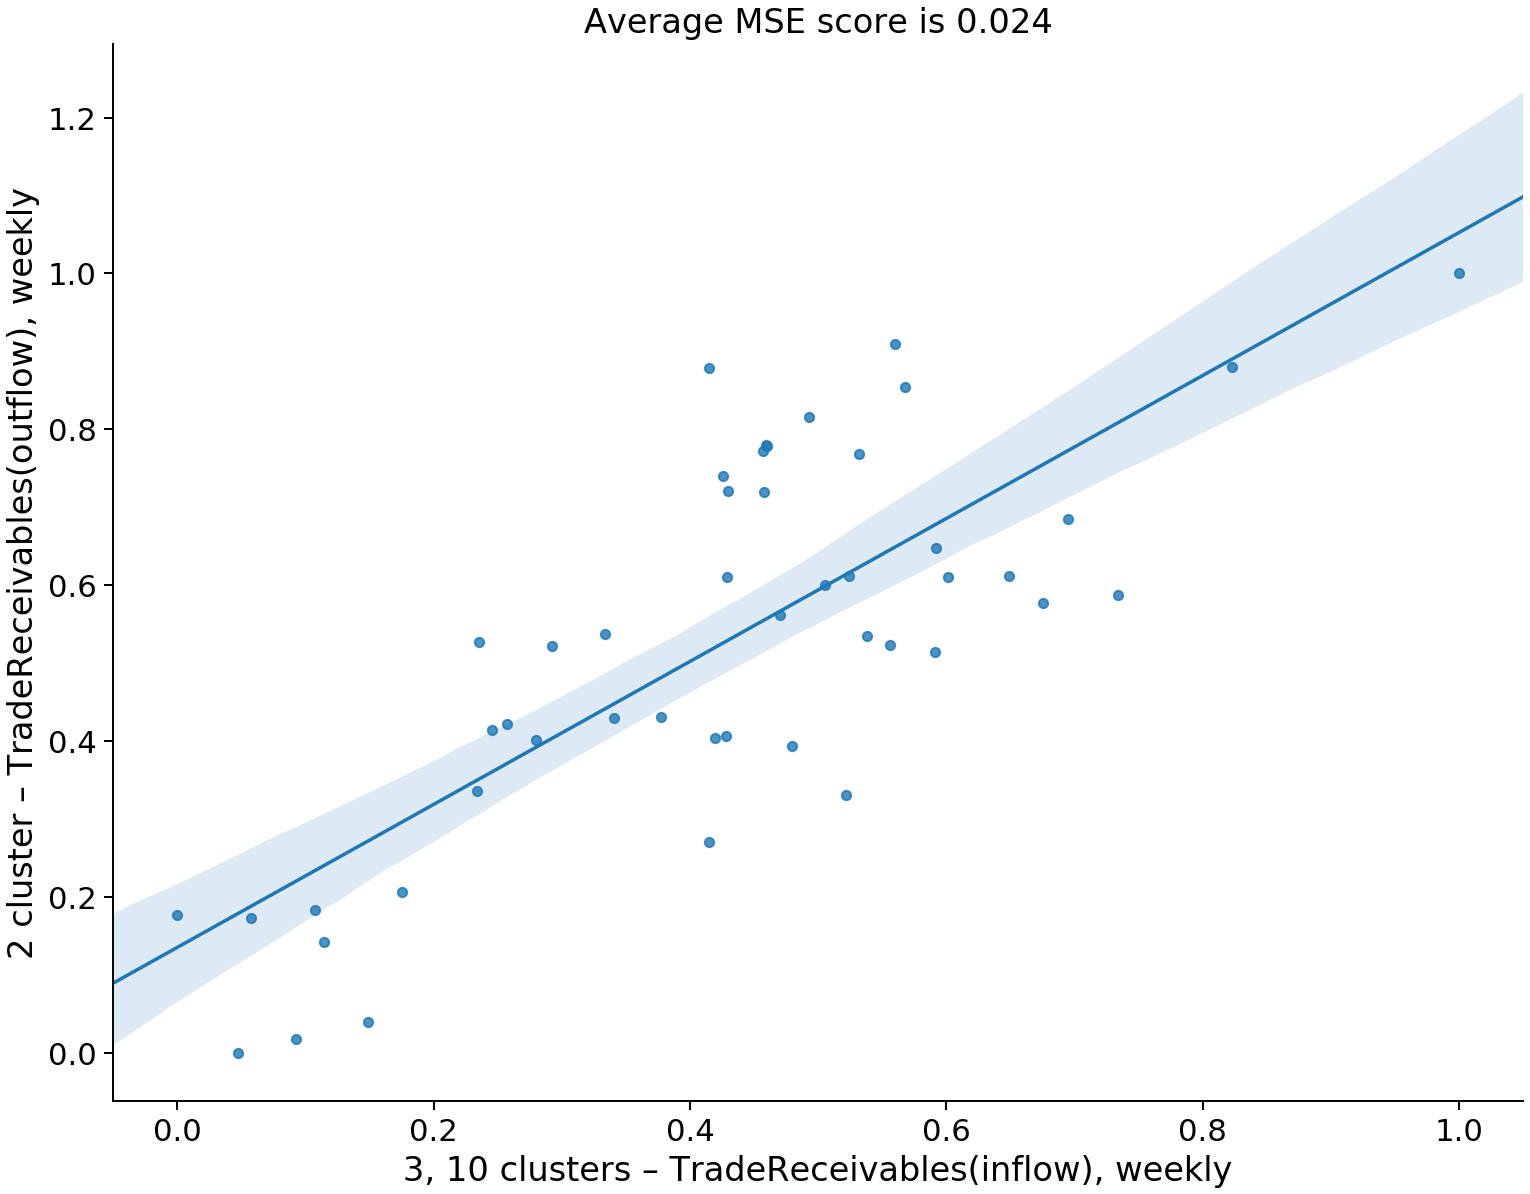 Average MSE score is 0.024
1.2
1.0
0.8
0.6
0.4
0.2
0.0
2 cluster – TradeReceivables(outflow), weekly
0.0 0.2 0.4 0.6 0.8 1.0
3, 10 clusters – TradeReceivables(inflow), weekly